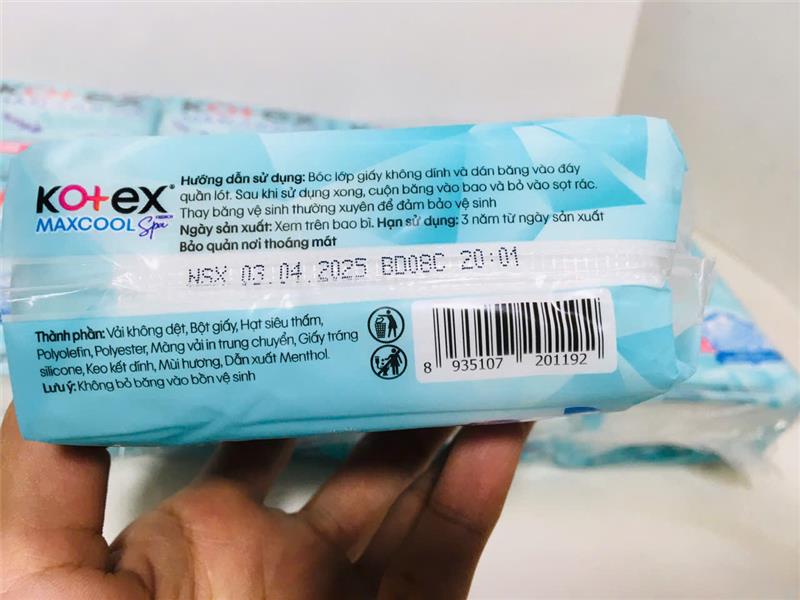 Kotex
MAXCOOL
FRENCH
Spa
Hướng dẫn sử dụng: Bóc lớp giấy không dính và dán băng vào đáy
quần lót. Sau khi sử dụng xong, cuộn băng vào bao và bỏ vào sọt rác.
Thay băng vệ sinh thường xuyên để đảm bảo vệ sinh
Ngày sản xuất: Xem trên bao bì. Hạn sử dụng: 3 năm từ ngày sản xuất
Bảo quản nơi thoáng mát
NSX 03.04.2025 BD08C 20:01
Thành phần: Vải không dệt, Bột giấy, Hạt siêu thấm,
Polyolefin, Polyester, Màng vải in trung chuyển, Giấy tráng
silicone, Keo kết dính, Mùi hương, Dẫn xuất Menthol.
Lưu ý: Không bỏ băng vào bồn vệ sinh
8 935107 201192
Kotex
MAXCOOL
Kotex